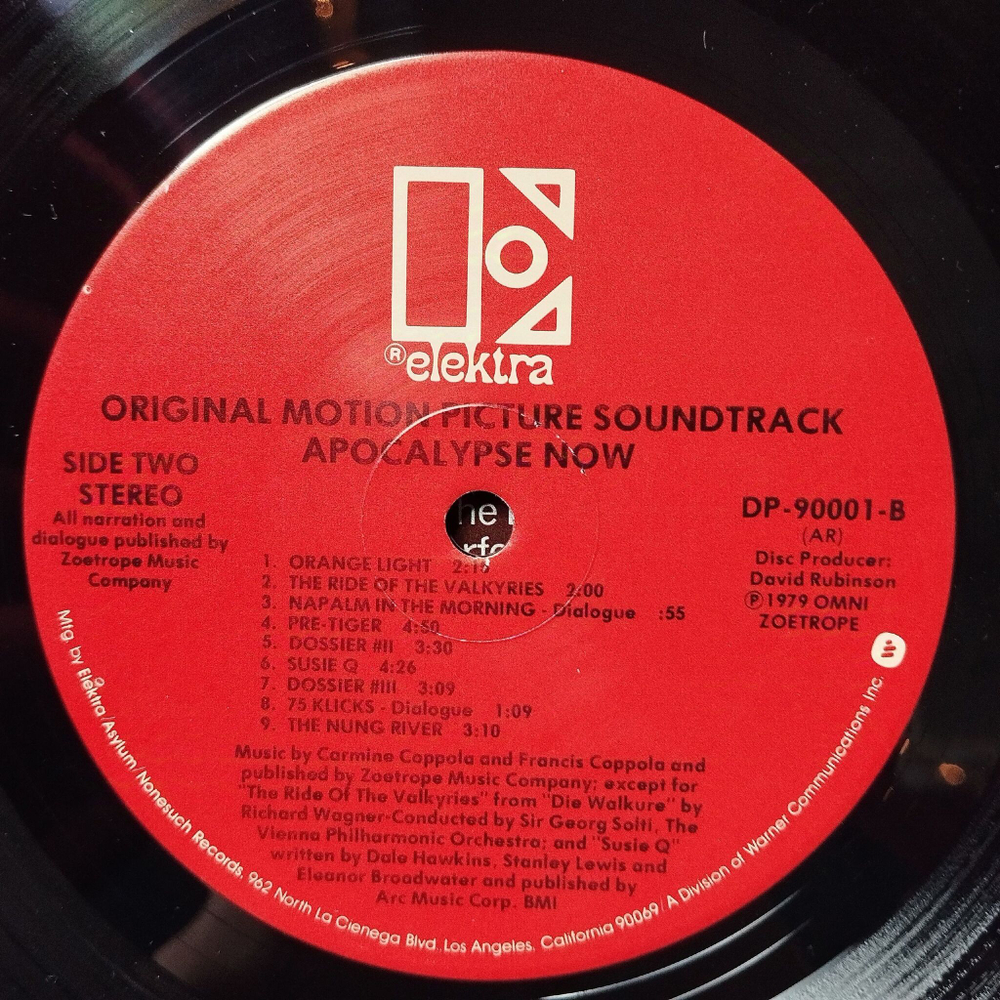 ® elektra
ORIGINAL MOTION PICTURE SOUNDTRACK
APOCALYPSE NOW
SIDE TWO
STEREO
All narration and
dialogue published by
Zoetrope Music
Company
DP-90001-B
(AR)
Disc Producer:
David Rubinson
Ⓟ1979 OMNI
ZOETROPE
he
1. ORANGE LIGHT
2. THE RIDE OF THE VALKYRIES 2:00
3. NAPALM IN THE MORNING - Dialogue :55
4. PRE-TIGER 4:50
5. DOSSIER #II 3:30
6. SUSIE Q 4:26
7. DOSSIER #III 3:09
8. 75 KLICKS - Dialogue 1:09
9. THE NUNG RIVER 3:10
Music by Carmine Coppola and Francis Coppola and
published by Zoetrope Music Company; except for
"The Ride Of The Valkyries" from "Die Walkure" by
Richard Wagner-Conducted by Sir Georg Solti, The
Vienna Philharmonic Orchestra; and "Susie Q"
written by Dale Hawkins, Stanley Lewis and
Eleanor Broadwater and published by
Arc Music Corp. BMI
Mfg. by Elektra/Asylum/Nonesuch Records, 962 North La Cienega Blvd. Los Angeles, California 90069/A Division of Warner Communications Inc.